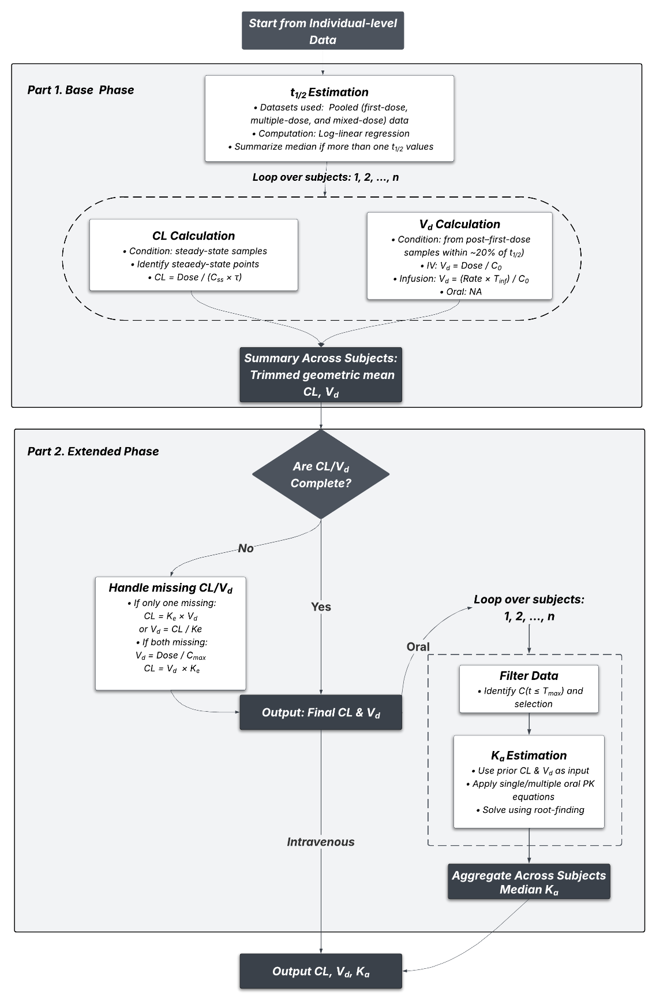 Start from Individual-level
Data
Part 1. Base Phase
t1/2 Estimation
• Datasets used: Pooled (first-dose,
multiple-dose, and mixed-dose) data
• Computation: Log-linear regression
• Summarize median if more than one t1/2 values
Loop over subjects: 1, 2, ..., n
CL Calculation
• Condition: steady-state samples
• Identify steaedy-state points
• CL = Dose / (Css × τ)
Vd Calculation
• Condition: from post–first-dose
samples within ~20% of t1/2)
• IV: Vd = Dose / C0
• Infusion: Vd = (Rate × Tinf) / C0
• Oral: NA
Summary Across Subjects:
Trimmed geometric mean
CL, Vd
Part 2. Extended Phase
Are CL/Vd
Complete?
No
Handle missing CL/Vd
• If only one missing:
CL = Ke × Vd
or Vd = CL / Ke
• If both missing:
Vd = Dose / Cmax
CL = Vd × Ke
Yes
Output: Final CL & Vd
Oral
Loop over subjects:
1, 2, ..., n
Filter Data
• Identify C(t ≤ Tmax) and
selection
Ka Estimation
• Use prior CL & Vd as input
• Apply single/multiple oral PK
equations
• Solve using root-finding
Intravenous
Aggregate Across Subjects
Median Ka
Output CL, Vd, Ka